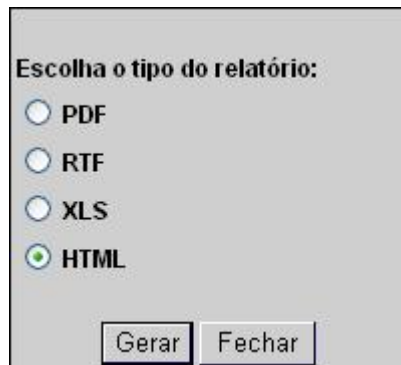 Escolha o tipo do relatório:
PDF
RTF
XLS
HTML
Gerar Fechar